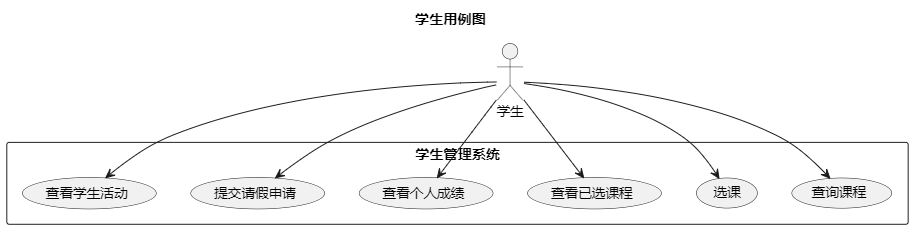 学生用例图
学生
学生管理系统
查看学生活动
提交请假申请
查看个人成绩
查看已选课程
选课
查询课程